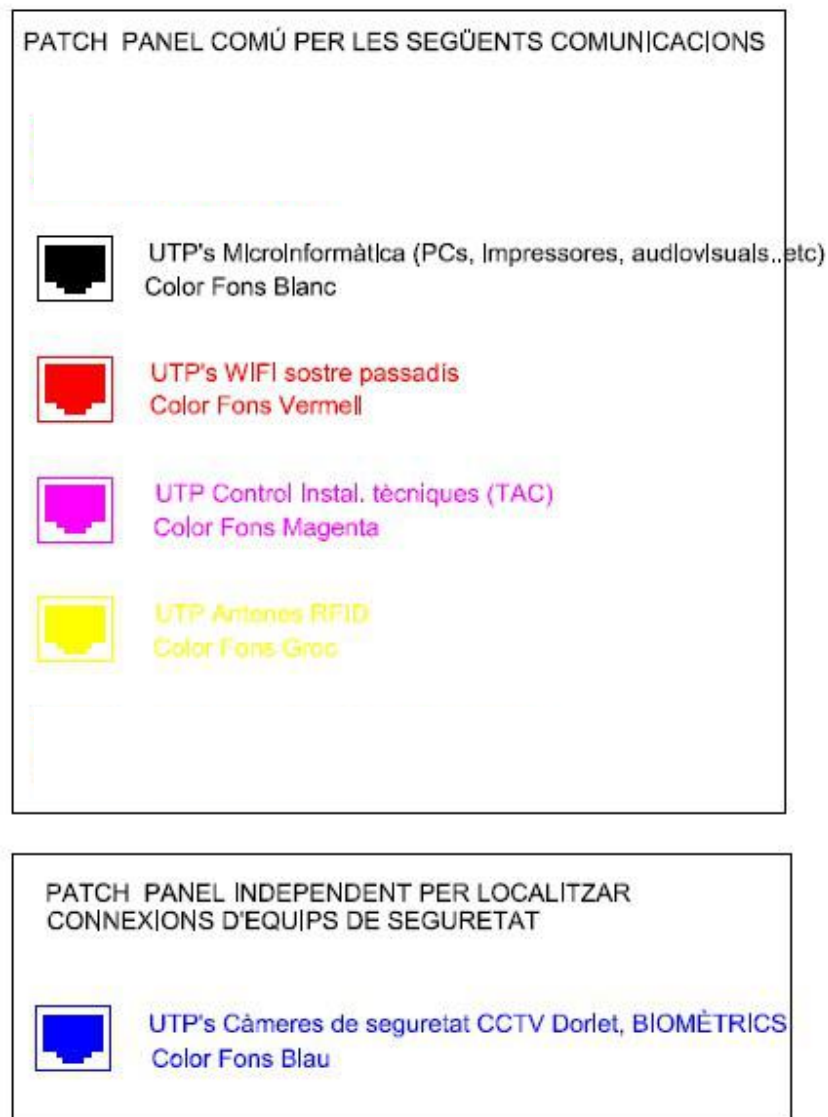 PATCH PANEL COMÚ PER LES SEGÜENTS COMUNICACIONS
UTP's Microinformàtica (PCs, impressores, audiovisuals..etc)
Color Fons Blanc
UTP's WIFI sostre passadís
Color Fons Vermell
UTP Control Instal. tècniques (TAC)
Color Fons Magenta
UTP Antenes RFID
Color Fons Groc
PATCH PANEL INDEPENDENT PER LOCALITZAR
CONNEXIONS D'EQUIPS DE SEGURETAT
UTP's Càmeres de seguretat CCTV Dorlet, BIOMÈTRICS
Color Fons Blau